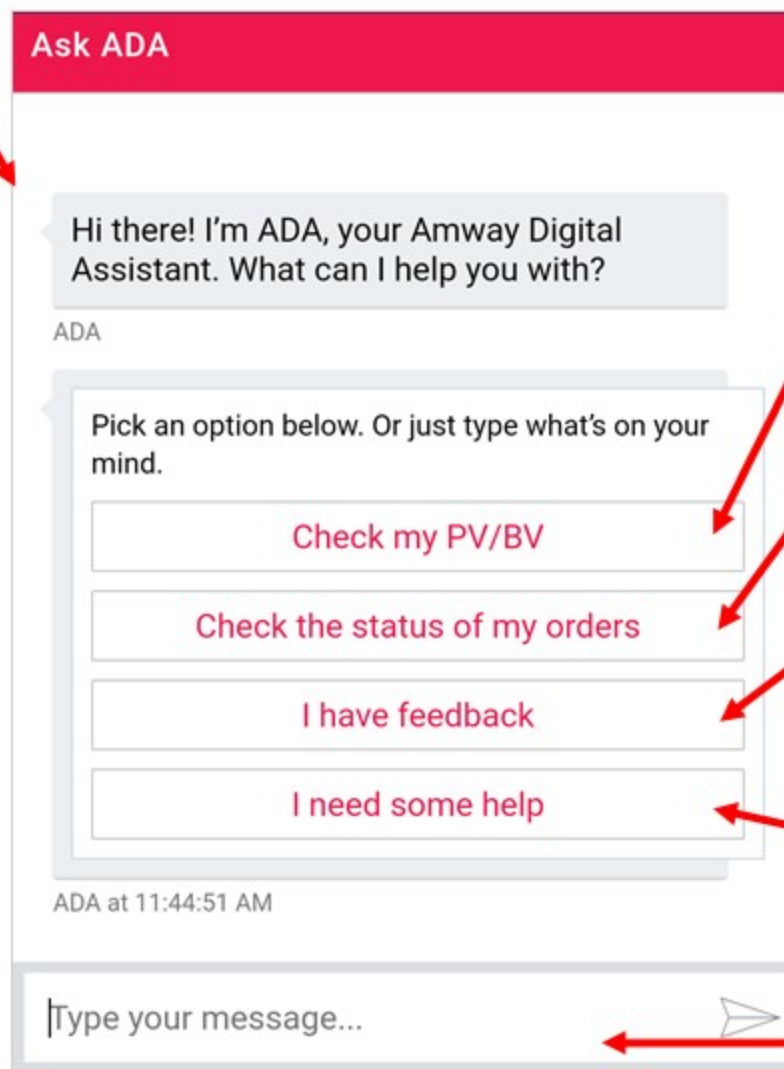 Ask ADA
Hi there! I’m ADA, your Amway Digital
Assistant. What can I help you with?
ADA
Pick an option below. Or just type what’s on your
mind.
Check my PV/BV
Check the status of my orders
I have feedback
I need some help
ADA at 11:44:51 AM
Type your message...